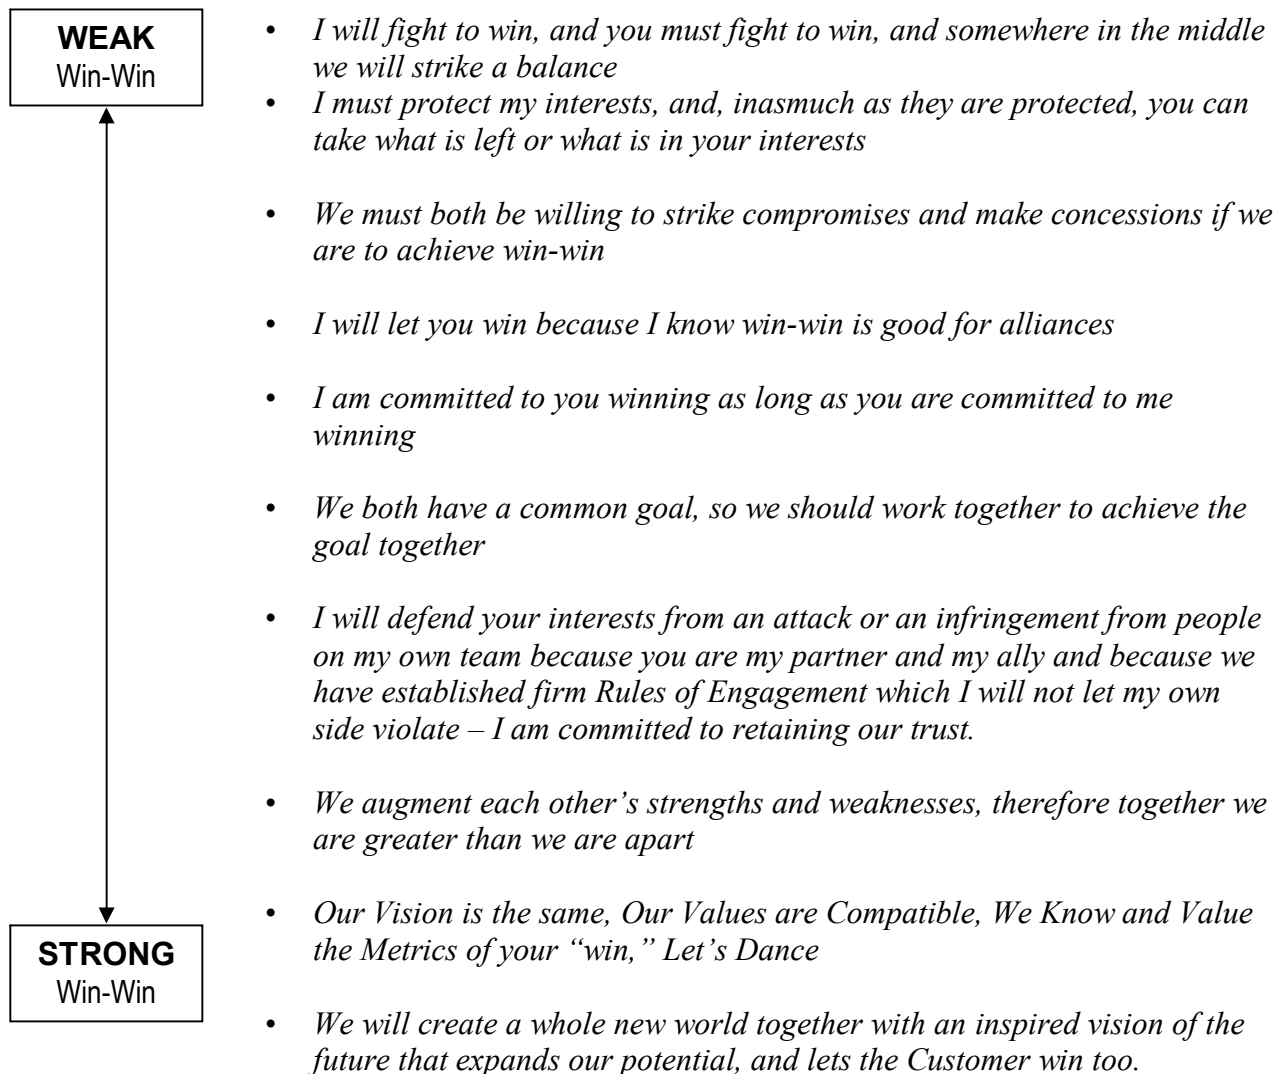 WEAK
Win-Win
• I will fight to win, and you must fight to win, and somewhere in the middle
we will strike a balance
• I must protect my interests, and, inasmuch as they are protected, you can
take what is left or what is in your interests
• We must both be willing to strike compromises and make concessions if we
are to achieve win-win
• I will let you win because I know win-win is good for alliances
• I am committed to you winning as long as you are committed to me
winning
• We both have a common goal, so we should work together to achieve the
goal together
• I will defend your interests from an attack or an infringement from people
on my own team because you are my partner and my ally and because we
have established firm Rules of Engagement which I will not let my own
side violate – I am committed to retaining our trust.
• We augment each other’s strengths and weaknesses, therefore together we
are greater than we are apart
• Our Vision is the same, Our Values are Compatible, We Know and Value
the Metrics of your “win,” Let’s Dance
STRONG
Win-Win
• We will create a whole new world together with an inspired vision of the
future that expands our potential, and lets the Customer win too.